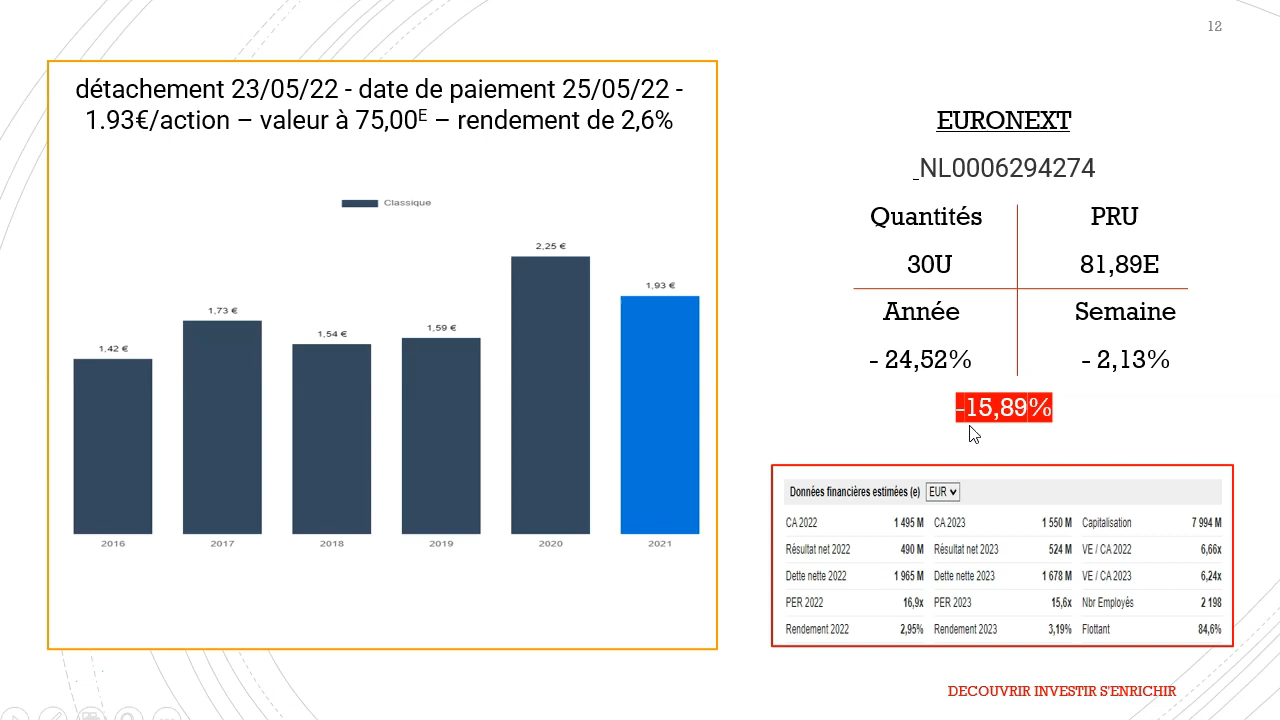 12
détachement 23/05/22 - date de paiement 25/05/22 -
1.93€/action – valeur à 75,00ᴱ – rendement de 2,6%
Classique
1,42 €
1,73 €
1,54 €
1,59 €
2,25 €
1,93 €
2016 2017 2018 2019 2020 2021
EURONEXT
NL0006294274
Quantités PRU
30U 81,89E
Année Semaine
- 24,52% - 2,13%
-15,89%
Données financières estimées (e) EUR
CA 2022 1 495 M CA 2023 1 550 M Capitalisation 7 994 M
Résultat net 2022 490 M Résultat net 2023 524 M VE / CA 2022 6,66x
Dette nette 2022 1 965 M Dette nette 2023 1 678 M VE / CA 2023 6,24x
PER 2022 16,9x PER 2023 15,6x Nbr Employés 2 198
Rendement 2022 2,95% Rendement 2023 3,19% Flottant 84,6%
DECOUVRIR INVESTIR S'ENRICHIR